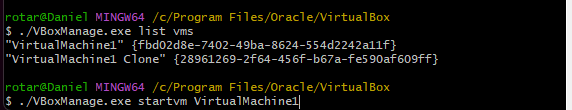 rotar@Daniel MINGW64 /c/Program Files/Oracle/VirtualBox
$ ./VBoxManage.exe list vms
"VirtualMachine1" {fbd02d8e-7402-49ba-8624-554d2242a11f}
"VirtualMachine1 Clone" {28961269-2f64-456f-b67a-fe590af609ff}
rotar@Daniel MINGW64 /c/Program Files/Oracle/VirtualBox
$ ./VBoxManage.exe startvm VirtualMachine1